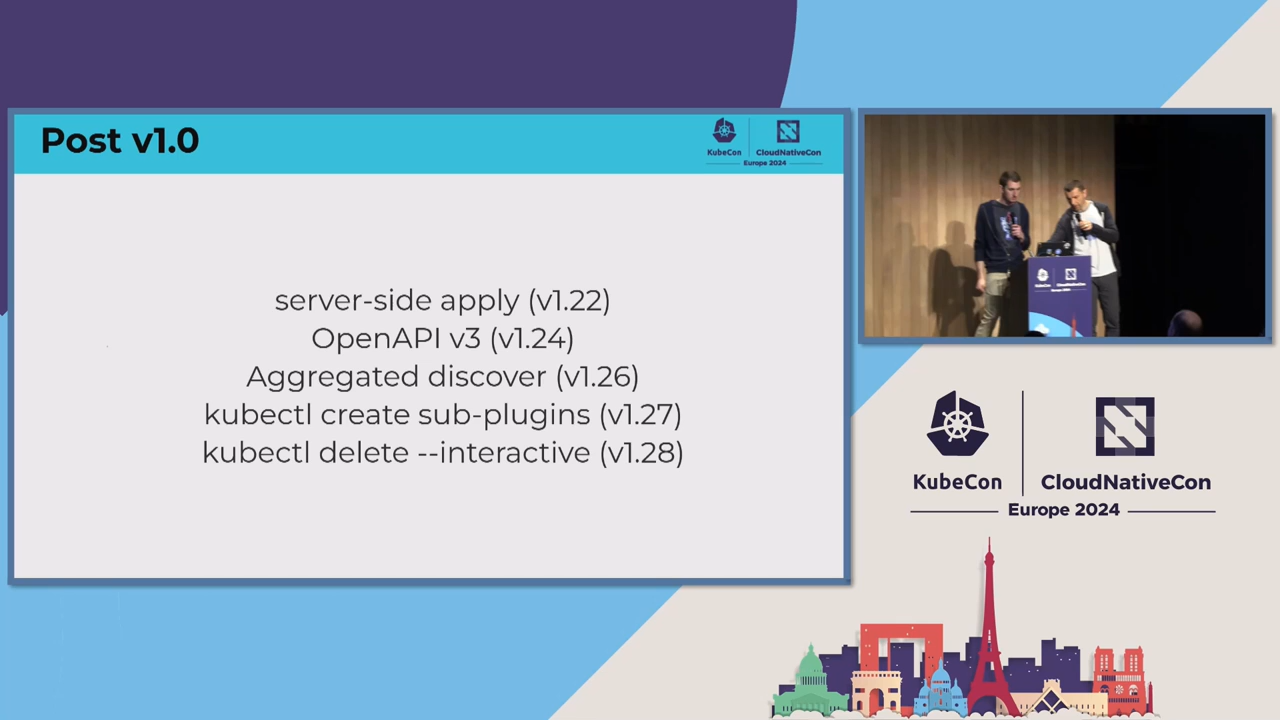 Post v1.0
KubeCon
CloudNativeCon
Europe 2024
server-side apply (v1.22)
OpenAPI v3 (v1.24)
Aggregated discover (v1.26)
kubectl create sub-plugins (v1.27)
kubectl delete --interactive (v1.28)
KubeCon
CloudNativeCon
Europe 2024